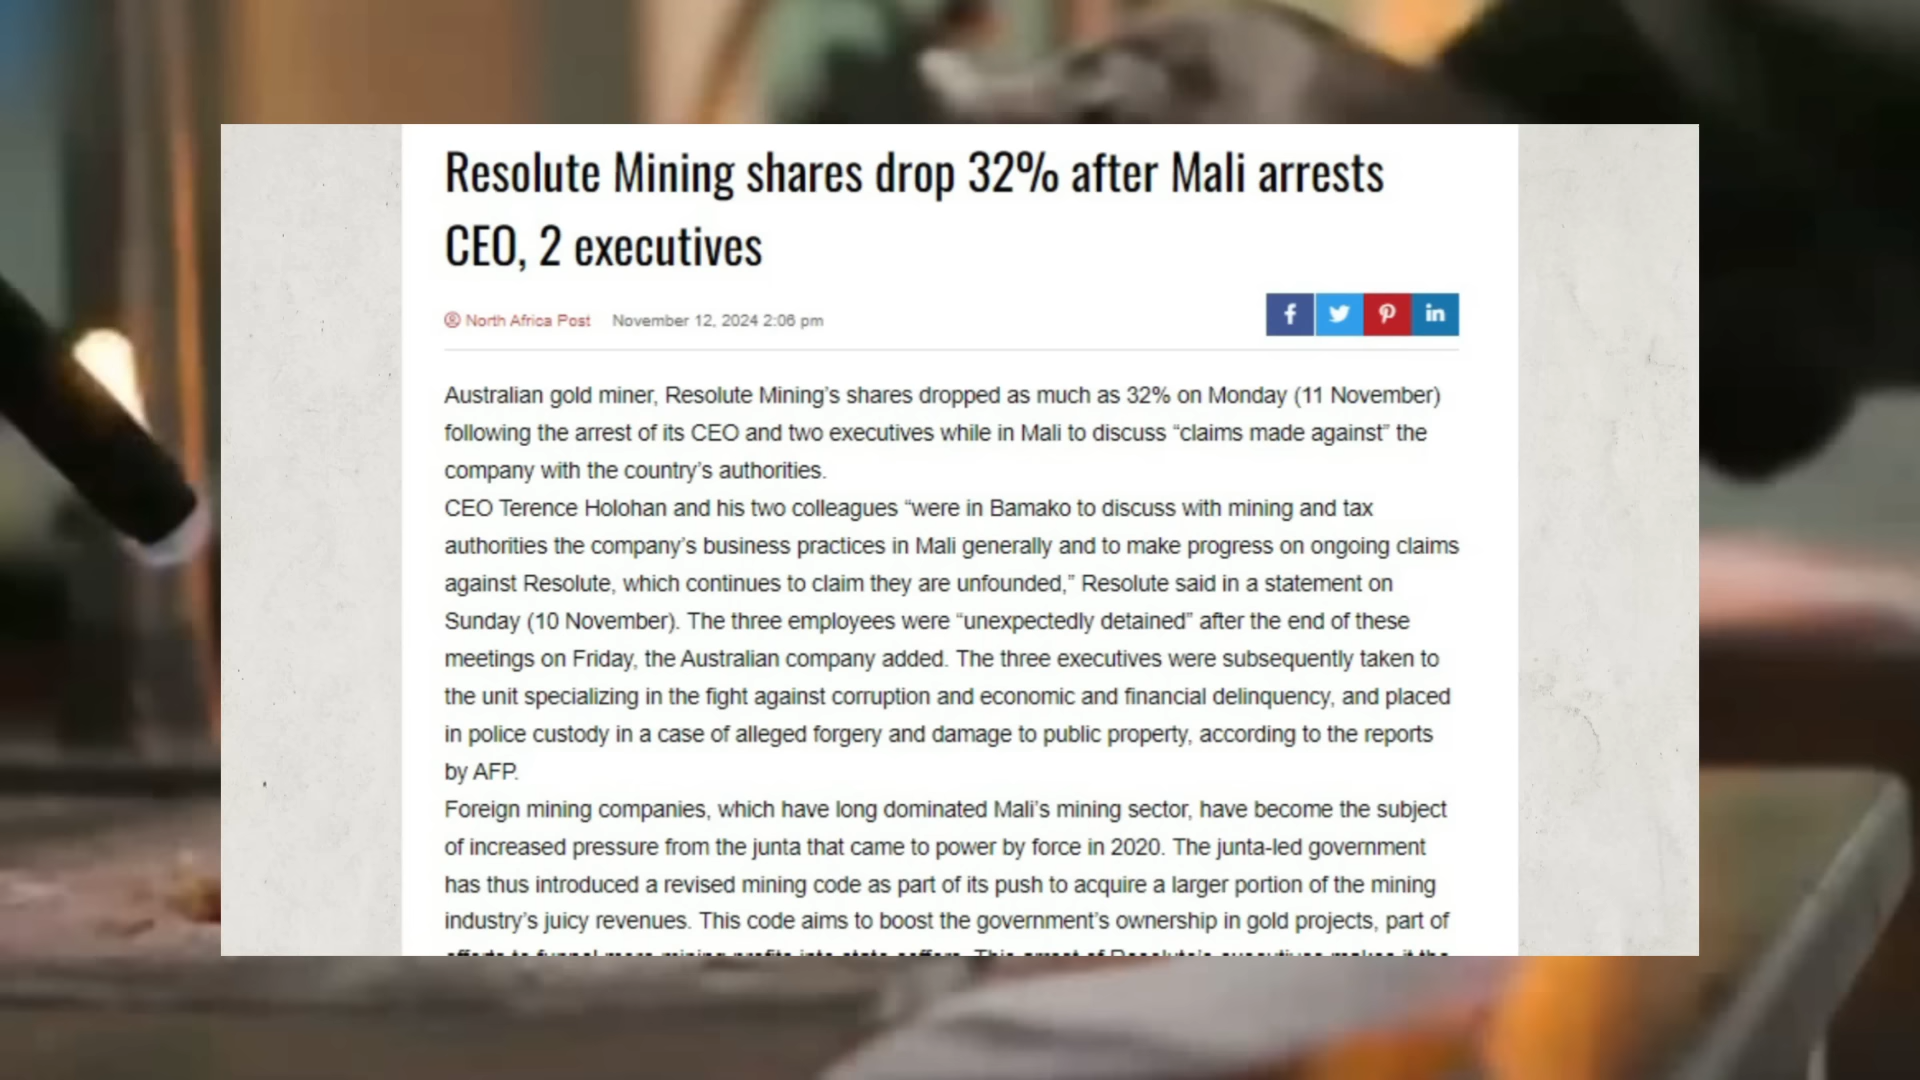 Resolute Mining shares drop 32% after Mali arrests
CEO, 2 executives
North Africa Post November 12, 2024 2:06 pm
Australian gold miner, Resolute Mining’s shares dropped as much as 32% on Monday (11 November)
following the arrest of its CEO and two executives while in Mali to discuss “claims made against” the
company with the country’s authorities.
CEO Terence Holohan and his two colleagues “were in Bamako to discuss with mining and tax
authorities the company’s business practices in Mali generally and to make progress on ongoing claims
against Resolute, which continues to claim they are unfounded,” Resolute said in a statement on
Sunday (10 November). The three employees were “unexpectedly detained” after the end of these
meetings on Friday, the Australian company added. The three executives were subsequently taken to
the unit specializing in the fight against corruption and economic and financial delinquency, and placed
in police custody in a case of alleged forgery and damage to public property, according to the reports
by AFP.
Foreign mining companies, which have long dominated Mali’s mining sector, have become the subject
of increased pressure from the junta that came to power by force in 2020. The junta-led government
has thus introduced a revised mining code as part of its push to acquire a larger portion of the mining
industry’s juicy revenues. This code aims to boost the government’s ownership in gold projects, part of